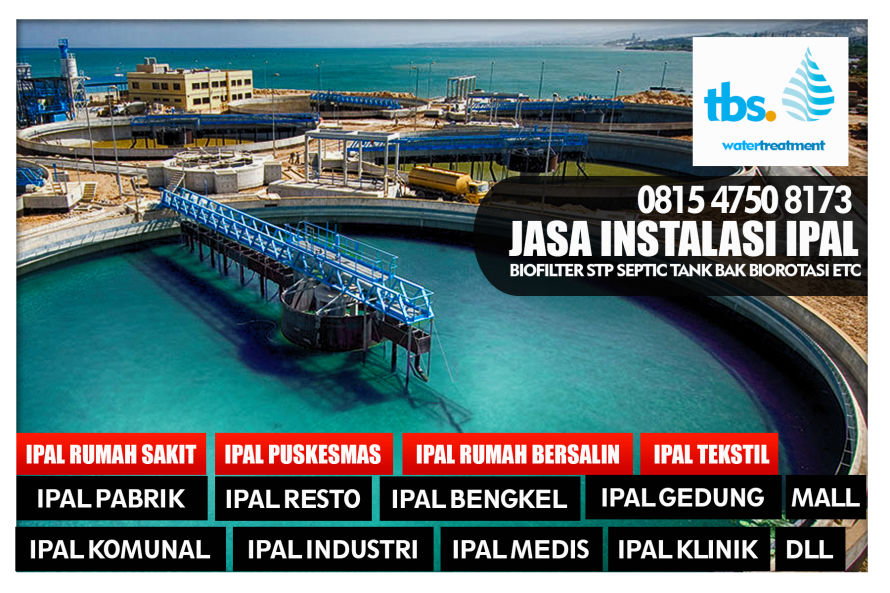 tbs.
watertreatment
0815 4750 8173
JASA INSTALASI IPAL
BIOFILTER STP SEPTIC TANK BAK BIOROTASI ETC
IPAL RUMAH SAKIT IPAL PUSKESMAS IPAL RUMAH BERSALIN IPAL TEKSTIL
IPAL PABRIK IPAL RESTO IPAL BENGKEL IPAL GEDUNG MALL
IPAL KOMUNAL IPAL INDUSTRI IPAL MEDIS IPAL KLINIK DLL